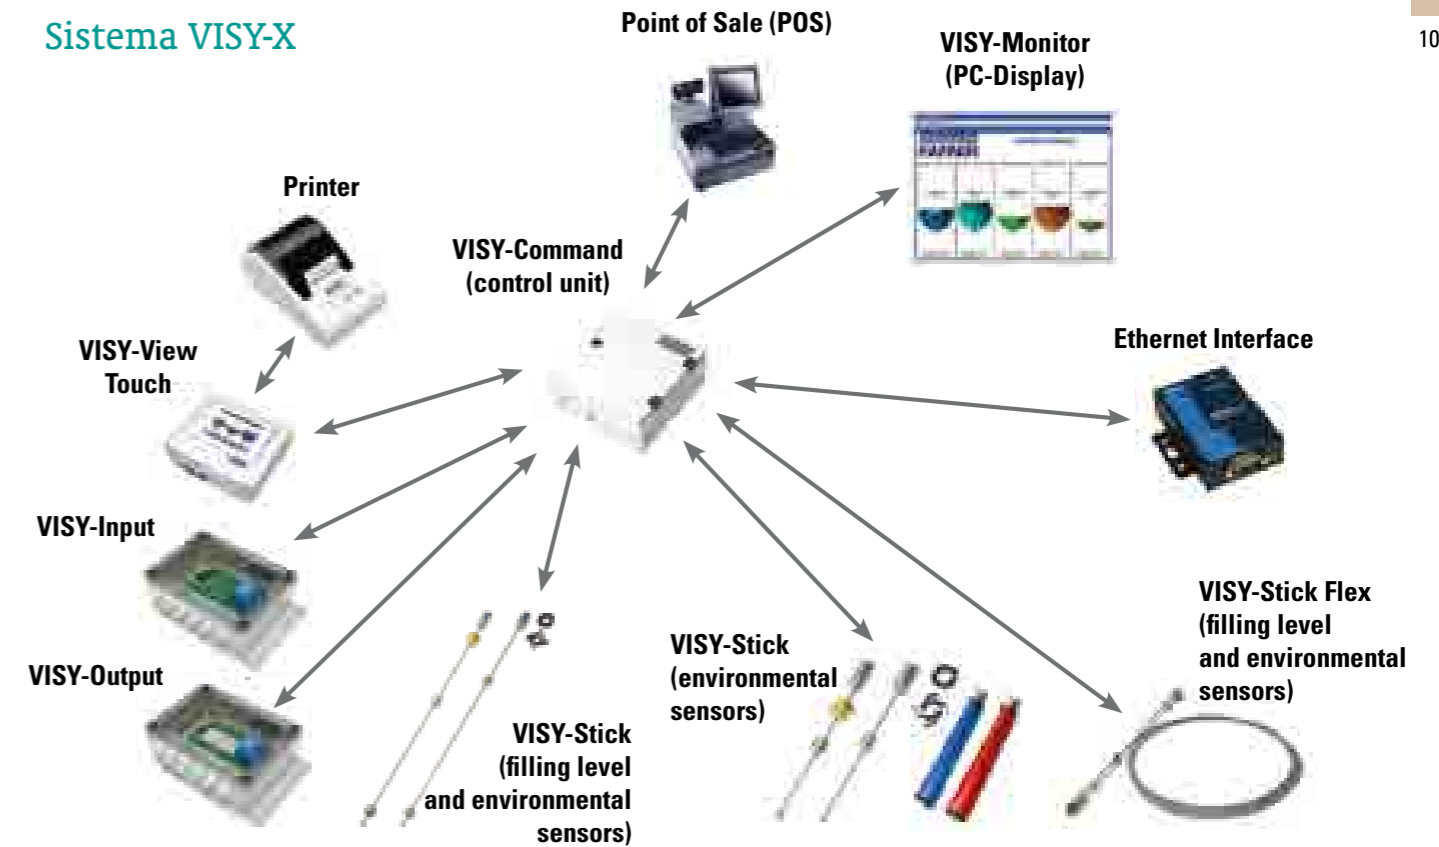 Sistema VISY-X
Point of Sale (POS)
10
VISY-Monitor
(PC-Display)
Printer
VISY-Command
(control unit)
VISY-View
Touch
Ethernet Interface
VISY-Input
VISY-Output
VISY-Stick
(filling level
and environmental
sensors)
VISY-Stick
(environmental
sensors)
VISY-Stick Flex
(filling level
and environmental
sensors)